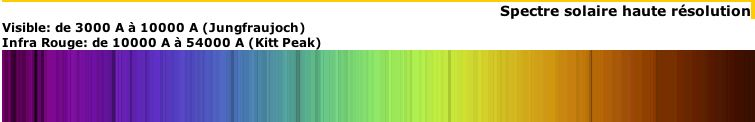 Spectre solaire haute résolution
Visible: de 3000 A à 10000 A (Jungfraujoch)
Infra Rouge: de 10000 A à 54000 A (Kitt Peak)